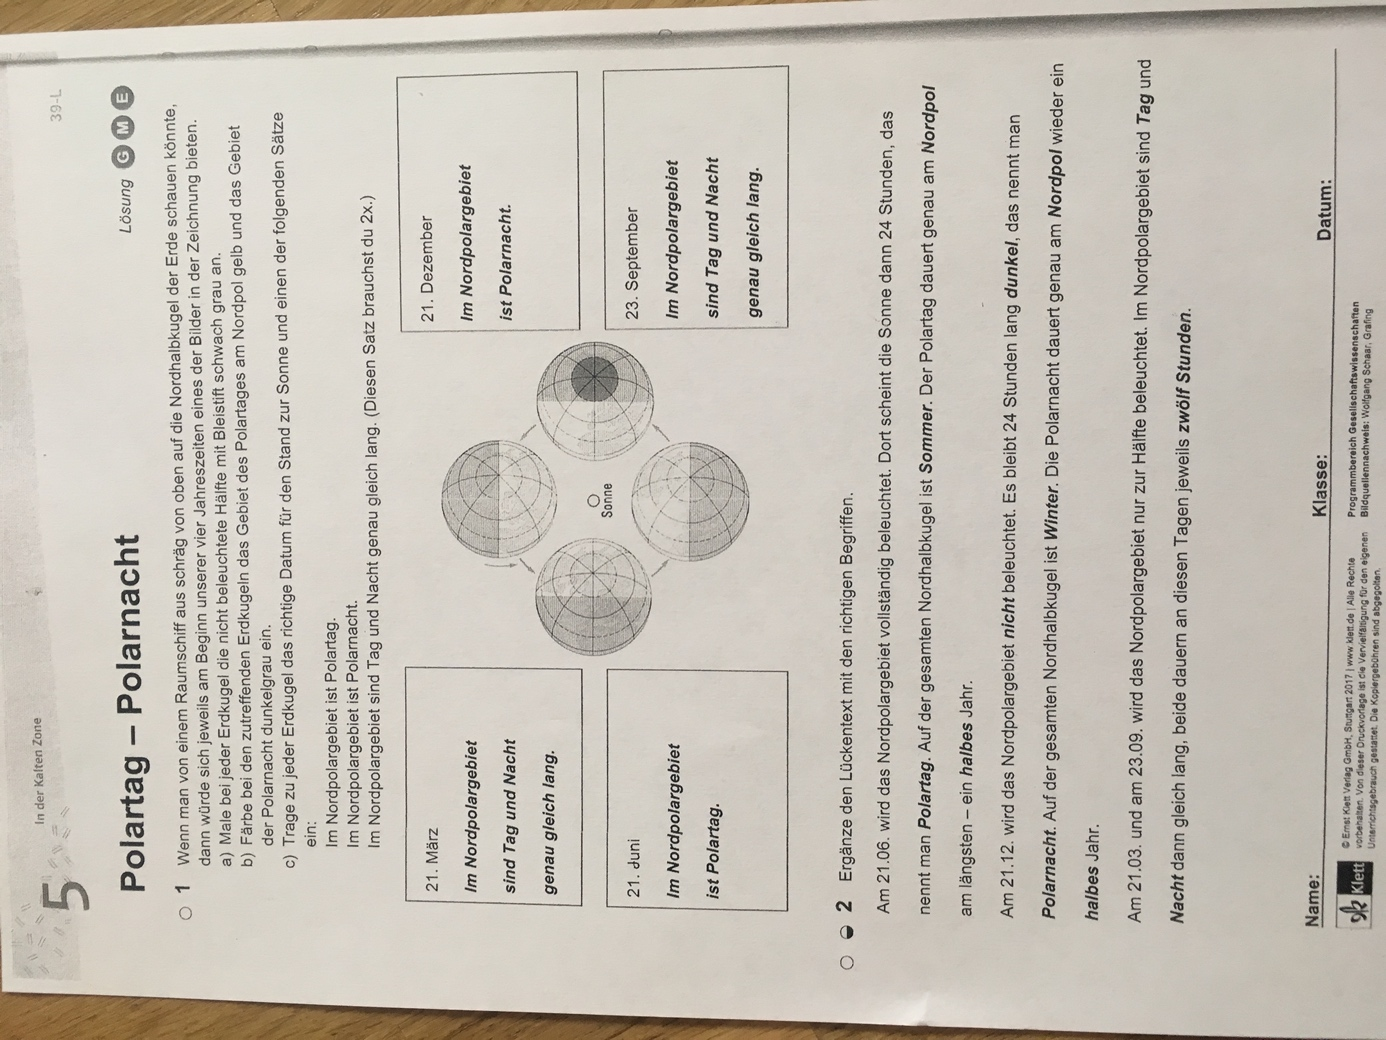 5
In der Kalten Zone
39-L
Polartag – Polarnacht
Lösung G M E
1 Wenn man von einem Raumschiff aus schräg von oben auf die Nordhalbkugel der Erde schauen könnte,
dann würde sich jeweils am Beginn unserer vier Jahreszeiten eines der Bilder in der Zeichnung bieten.
a) Male bei jeder Erdkugel die nicht beleuchtete Hälfte mit Bleistift schwach grau an.
b) Färbe bei den zutreffenden Erdkugeln das Gebiet des Polartages am Nordpol gelb und das Gebiet
der Polarnacht dunkelgrau ein.
c) Trage zu jeder Erdkugel das richtige Datum für den Stand zur Sonne und einen der folgenden Sätze
ein:
Im Nordpolargebiet ist Polartag.
Im Nordpolargebiet ist Polarnacht.
Im Nordpolargebiet sind Tag und Nacht genau gleich lang. (Diesen Satz brauchst du 2x.)
21. März
Im Nordpolargebiet
sind Tag und Nacht
genau gleich lang.
21. Dezember
Im Nordpolargebiet
ist Polarnacht.
Sonne
21. Juni
Im Nordpolargebiet
ist Polartag.
23. September
Im Nordpolargebiet
sind Tag und Nacht
genau gleich lang.
2 Ergänze den Lückentext mit den richtigen Begriffen.
Am 21.06. wird das Nordpolargebiet vollständig beleuchtet. Dort scheint die Sonne dann 24 Stunden, das
nennt man Polartag. Auf der gesamten Nordhalbkugel ist Sommer. Der Polartag dauert genau am Nordpol
am längsten – ein halbes Jahr.
Am 21.12. wird das Nordpolargebiet nicht beleuchtet. Es bleibt 24 Stunden lang dunkel, das nennt man
Polarnacht. Auf der gesamten Nordhalbkugel ist Winter. Die Polarnacht dauert genau am Nordpol wieder ein
halbes Jahr.
Am 21.03. und am 23.09. wird das Nordpolargebiet nur zur Hälfte beleuchtet. Im Nordpolargebiet sind Tag und
Nacht dann gleich lang, beide dauern an diesen Tagen jeweils zwölf Stunden.
Name:
Klasse:
Datum:
Klett
© Ernst Klett Verlag GmbH, Stuttgart 2017 | www.klett.de | Alle Rechte
vorbehalten. Von dieser Druckvorlage ist die Vervielfältigung für den eigenen
Unterrichtsgebrauch gestattet. Die Kopiergebühren sind abgegolten.
Programmbereich Gesellschaftswissenschaften
Bildquellennachweis: Wolfgang Schaar, Grafing